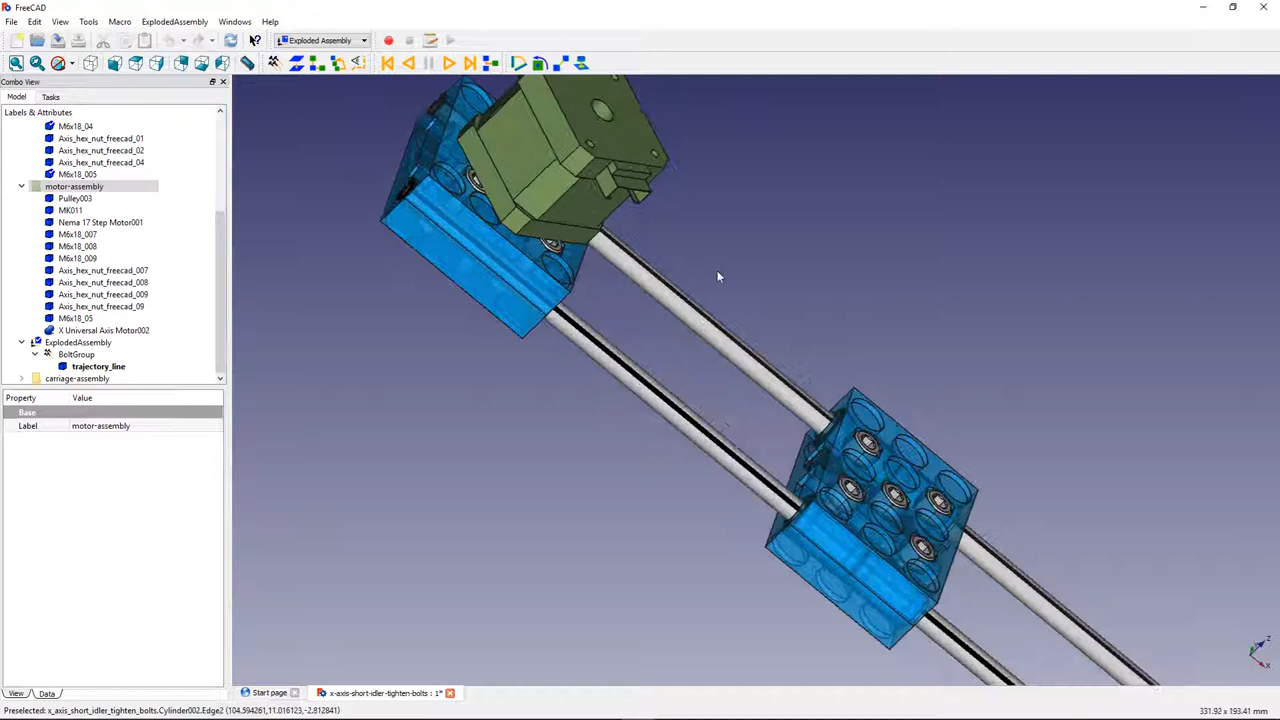 FreeCAD
File Edit View Tools Macro ExplodedAssembly Windows Help
Exploded Assembly
Combo View
Model Tasks
Labels & Attributes
M6x18_04
Axis_hex_nut_freecad_01
Axis_hex_nut_freecad_02
Axis_hex_nut_freecad_04
M6x18_005
motor-assembly
Pulley003
MK011
Nema 17 Step Motor001
M6x18_007
M6x18_008
M6x18_009
Axis_hex_nut_freecad_007
Axis_hex_nut_freecad_008
Axis_hex_nut_freecad_009
Axis_hex_nut_freecad_09
M6x18_05
X Universal Axis Motor002
ExplodedAssembly
BoltGroup
trajectory_line
carriage-assembly
Property Value
Base
Label motor-assembly
View Data
Start page x-axis-short-idler-tighten-bolts : 1*
Preselected: x_axis_short_idler_tighten_bolts.Cylinder002.Edge2 (104.594261,11.016123,-2.812841)
331.92 x 193.41 mm
Z
Y
X